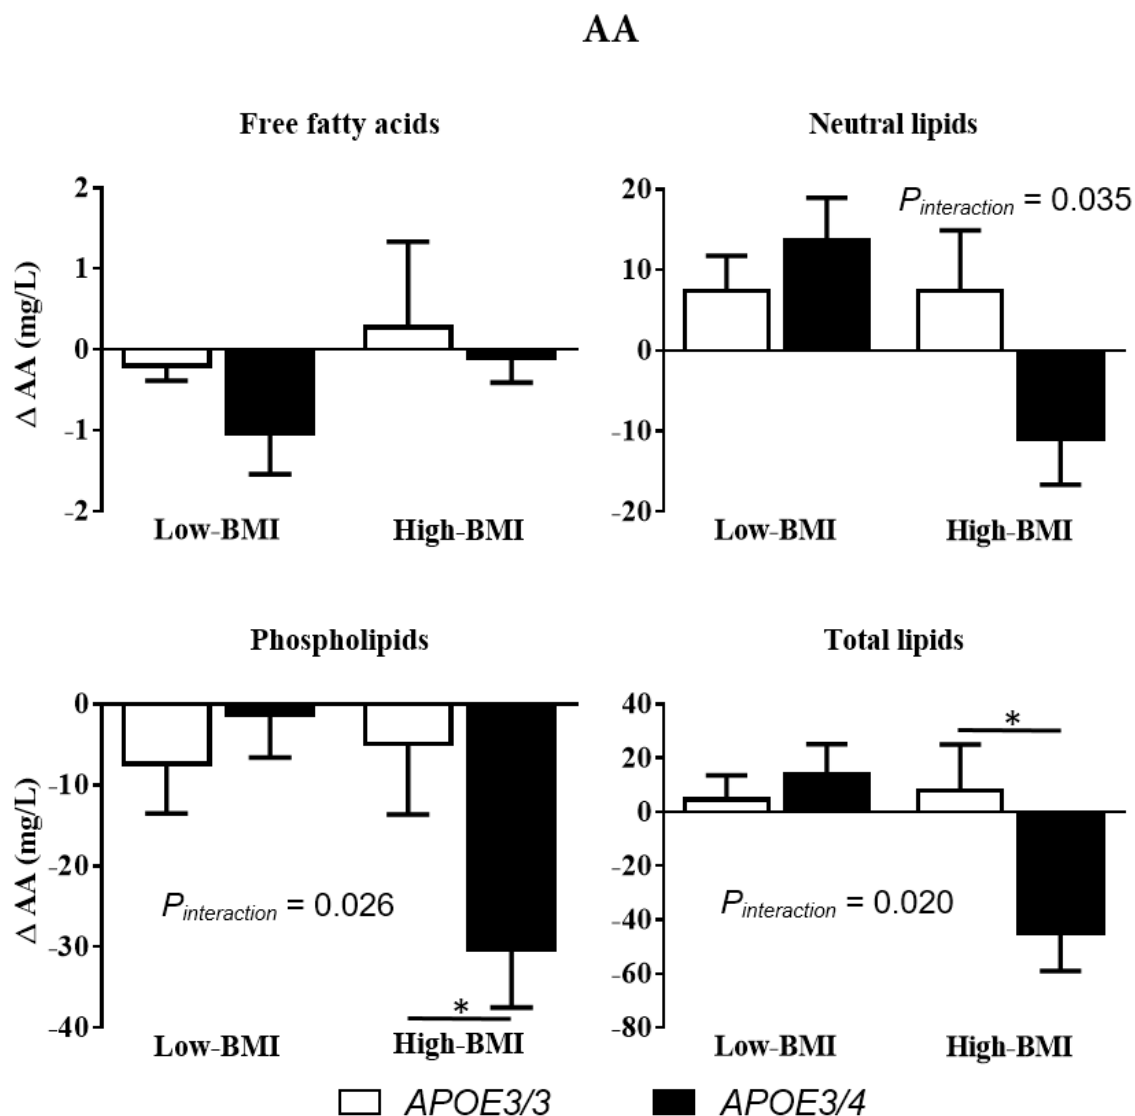 AA
Free fatty acids
Neutral lipids
Δ AA (mg/L)
2
1
0
-1
-2
Low-BMI
High-BMI
20
10
0
-10
-20
Pinteraction = 0.035
Low-BMI
High-BMI
Phospholipids
Total lipids
Δ AA (mg/L)
0
-10
-20
-30
-40
Pinteraction = 0.026
*
Low-BMI
High-BMI
40
20
0
-20
-40
-60
-80
*
Pinteraction = 0.020
Low-BMI
High-BMI
APOE3/3
APOE3/4